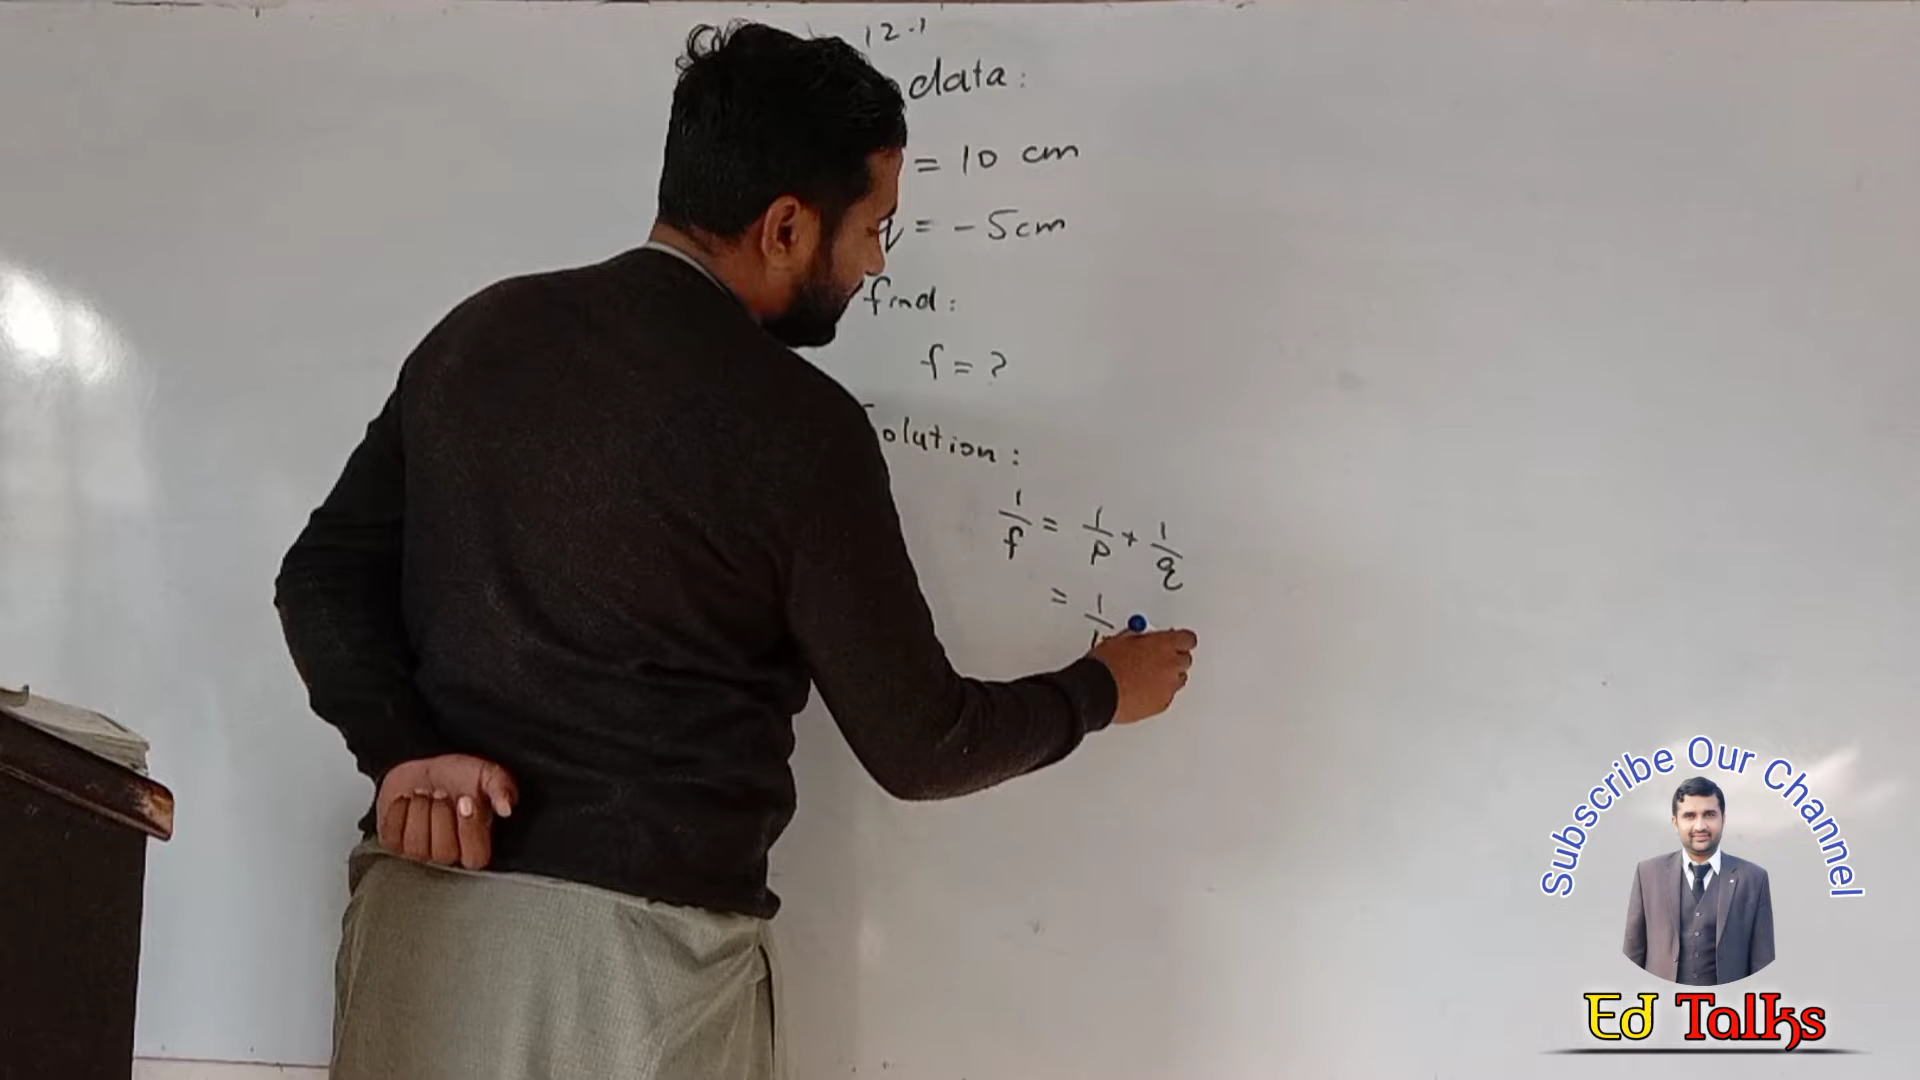 12.1
data:
= 10 cm
q = - 5cm
find:
f = ?
olution:
1/f = 1/p + 1/q
= 1/
Subscribe Our Channel
Ed Talks